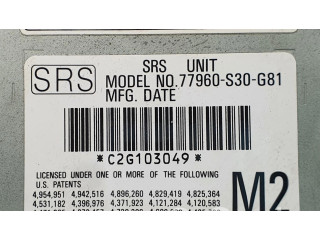 SRS
SRS UNIT
MODEL NO.77960-S30-G81
MFG. DATE
*C2G103049*
LICENSED UNDER ONE OR MORE OF THE FOLLOWING
U.S. PATENTS
4,954,951 4,942,516 4,896,260 4,829,419 4,825,364
4,531,182 4,396,976 4,371,923 4,121,284 4,120,583
M2